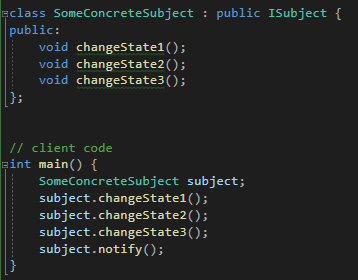 class SomeConcreteSubject : public ISubject {
public:
    void changeState1();
    void changeState2();
    void changeState3();
};
// client code
int main() {
    SomeConcreteSubject subject;
    subject.changeState1();
    subject.changeState2();
    subject.changeState3();
    subject.notify();
}